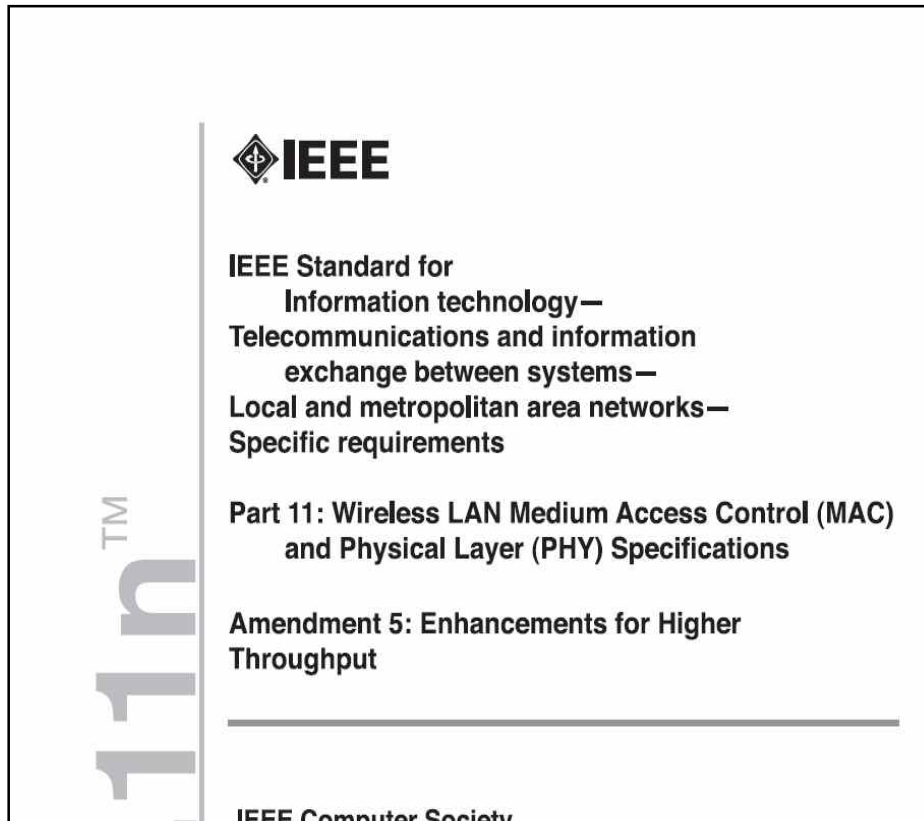 IEEE
IEEE Standard for
Information technology—
Telecommunications and information
exchange between systems—
Local and metropolitan area networks—
Specific requirements
Part 11: Wireless LAN Medium Access Control (MAC)
and Physical Layer (PHY) Specifications
Amendment 5: Enhancements for Higher
Throughput
IEEE Computer Society
11n™